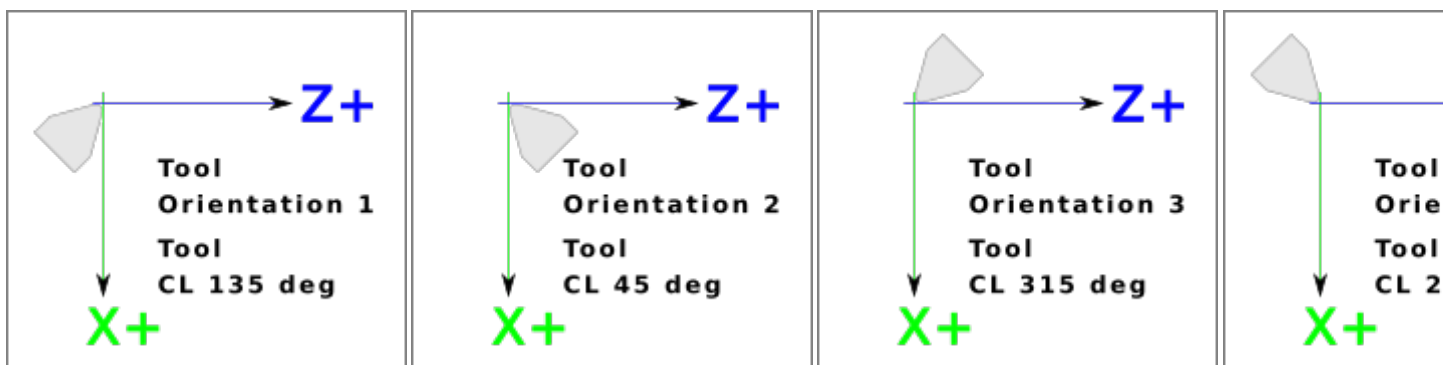 Z+
Tool
Orientation 1
Tool
CL 135 deg
X+
Z+
Tool
Orientation 2
Tool
CL 45 deg
X+
Z+
Tool
Orientation 3
Tool
CL 315 deg
X+
Tool
Tool
CL
X+